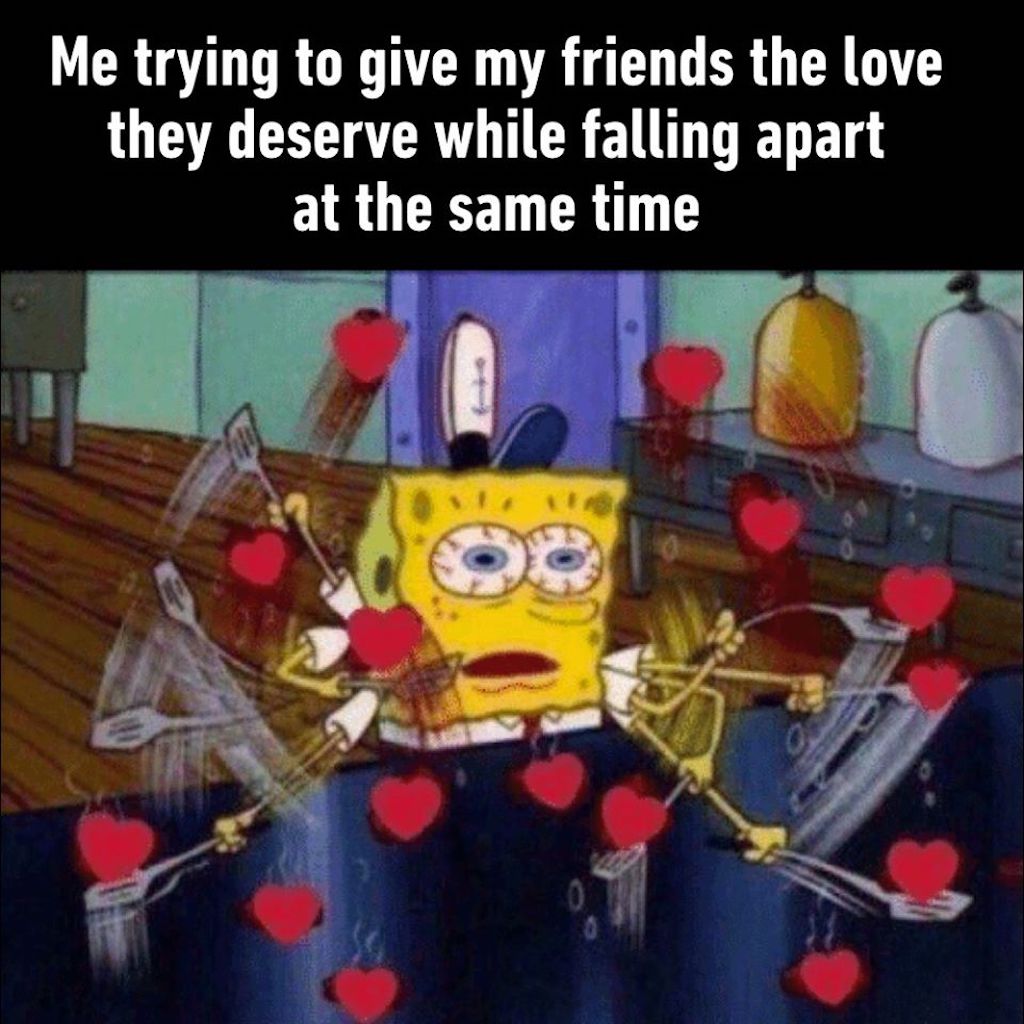 Me trying to give my friends the love
they deserve while falling apart
at the same time